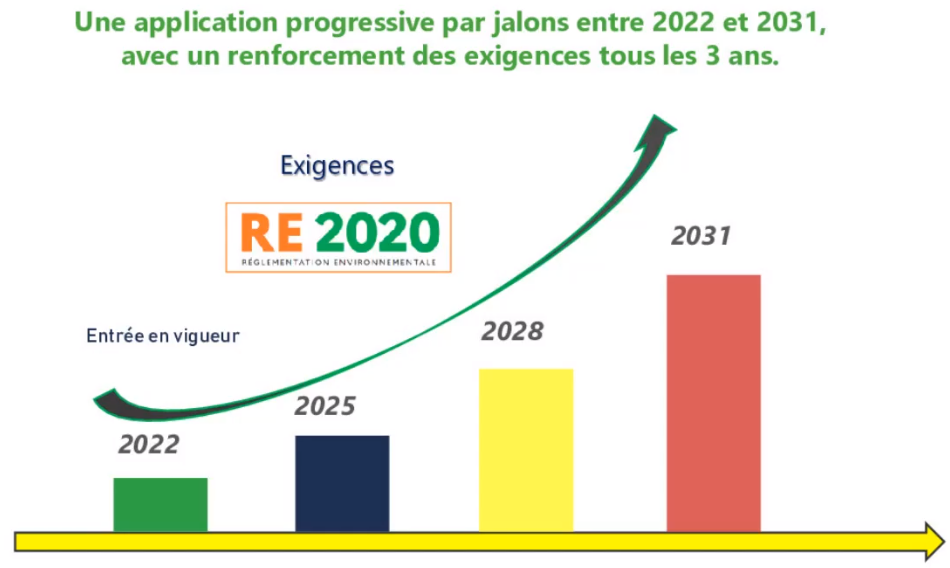 Une application progressive par jalons entre 2022 et 2031,
avec un renforcement des exigences tous les 3 ans.
Exigences
RE 2020
RÉGLEMENTATION ENVIRONNEMENTALE
2031
2028
Entrée en vigueur
2025
2022